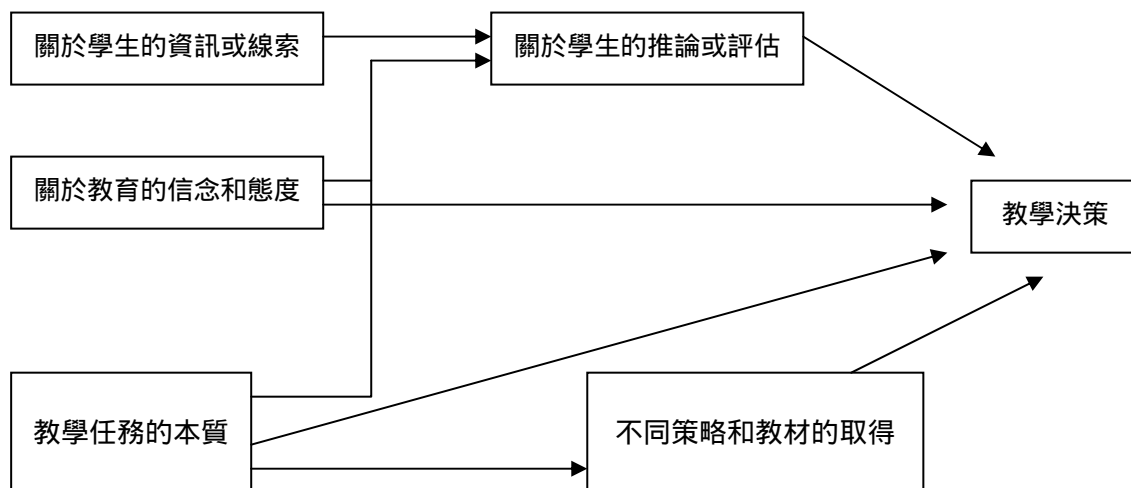 關於學生的資訊或線索
關於學生的推論或評估
關於教育的信念和態度
教學決策
教學任務的本質
不同策略和教材的取得